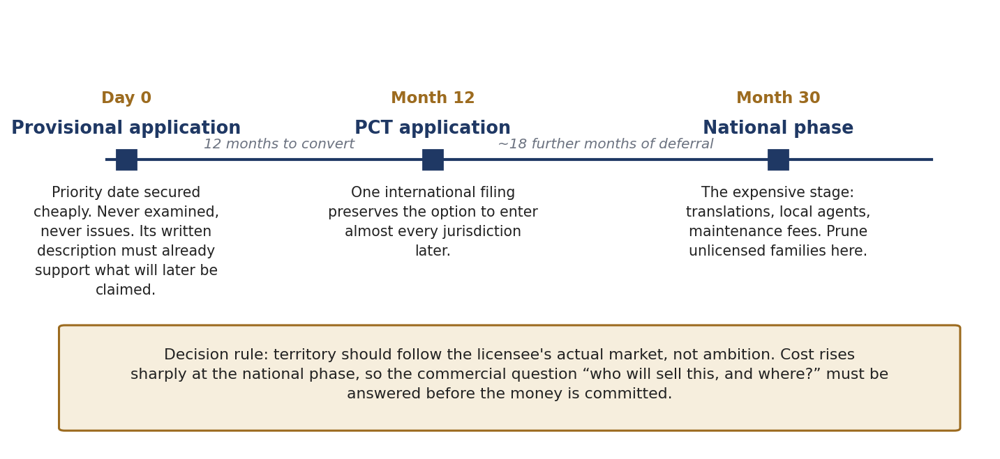 Day 0
Provisional application
12 months to convert
Priority date secured
cheaply. Never examined,
never issues. Its written
description must already
support what will later be
claimed.
Month 12
PCT application
~18 further months of deferral
One international filing
preserves the option to enter
almost every jurisdiction
later.
Month 30
National phase
The expensive stage:
translations, local agents,
maintenance fees. Prune
unlicensed families here.
Decision rule: territory should follow the licensee's actual market, not ambition. Cost rises
sharply at the national phase, so the commercial question “who will sell this, and where?” must be
answered before the money is committed.